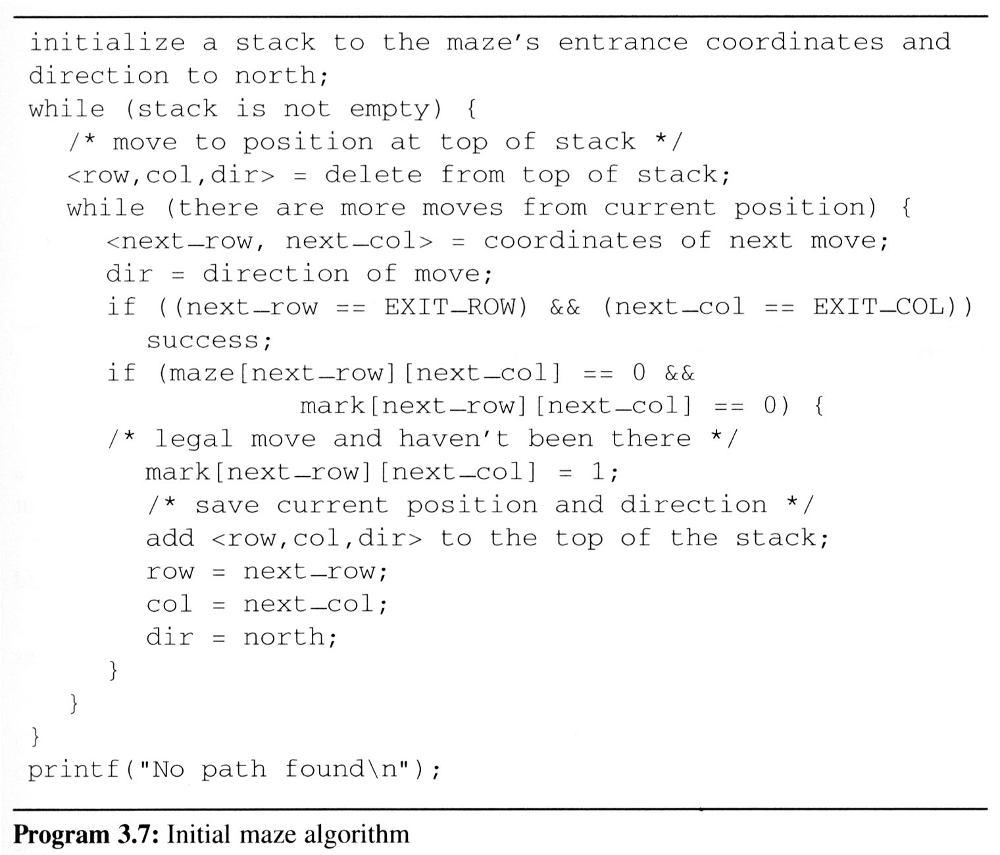 initialize a stack to the maze's entrance coordinates and
direction to north;
while (stack is not empty) {
/* move to position at top of stack */
<row,col,dir> = delete from top of stack;
while (there are more moves from current position) {
<next_row, next_col> = coordinates of next move;
dir = direction of move;
if ((next_row == EXIT_ROW) && (next_col == EXIT_COL))
success;
if (maze[next_row][next_col] == 0 &&
mark[next_row][next_col] == 0) {
/* legal move and haven't been there */
mark[next_row][next_col] = 1;
/* save current position and direction */
add <row,col,dir> to the top of the stack;
row = next_row;
col = next_col;
dir = north;
}
}
}
printf("No path found\n");
Program 3.7: Initial maze algorithm